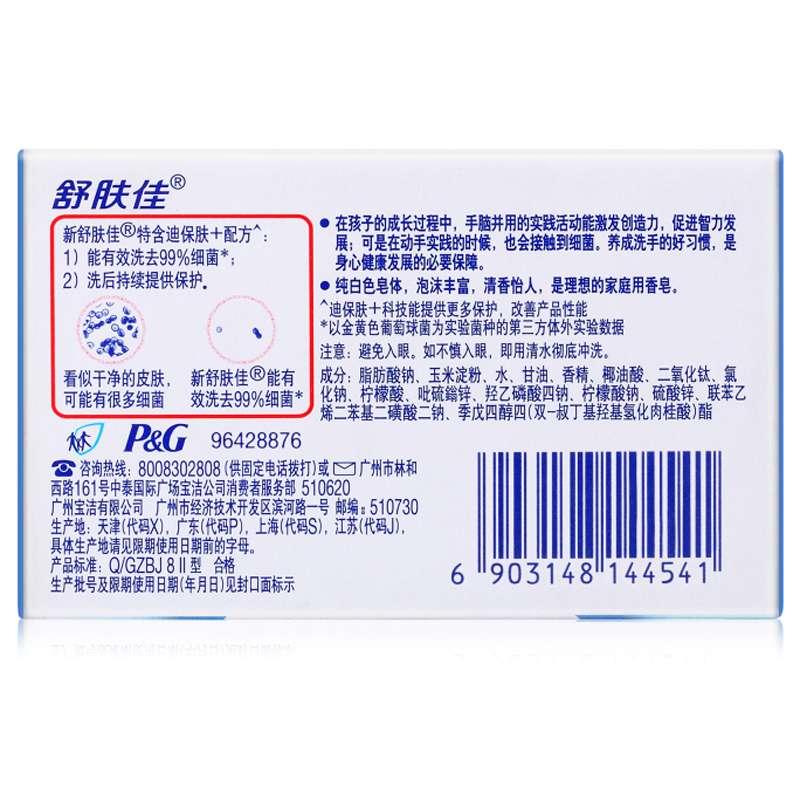 舒肤佳®
新舒肤佳®特含迪保肤+配方^:
1) 能有效洗去99%细菌*;
2) 洗后持续提供保护。
看似干净的皮肤,
可能有很多细菌
新舒肤佳®能有
效洗去99%细菌*
● 在孩子的成长过程中,手脑并用的实践活动能激发创造力,促进智力发
展;可是在动手实践的时候,也会接触到细菌。养成洗手的好习惯,是
身心健康发展的必要保障。
● 纯白色皂体,泡沫丰富,清香怡人,是理想的家庭用香皂。
^迪保肤+科技能提供更多保护,改善产品性能
*以金黄色葡萄球菌为实验菌种的第三方体外实验数据
注意:避免入眼。如不慎入眼,即用清水彻底冲洗。
成分:脂肪酸钠、玉米淀粉、水、甘油、香精、椰油酸、二氧化钛、氯
化钠、柠檬酸、吡硫鎓锌、羟乙磷酸四钠、柠檬酸钠、硫酸锌、联苯乙
烯二苯基二磺酸二钠、季戊四醇四(双-叔丁基羟基氢化肉桂酸)酯
P&G 96428876
☎咨询热线:8008302808 (供固定电话拨打)或✉广州市林和
西路161号中泰国际广场宝洁公司消费者服务部 510620
广州宝洁有限公司 广州市经济技术开发区滨河路一号 邮编:510730
生产地:天津(代码X),广东(代码P),上海(代码S),江苏(代码J),
具体生产地请见限期使用日期前的字母。
产品标准:Q/GZBJ 8 II 型 合格
生产批号及限期使用日期(年月日)见封口面标示
6 903148 144541